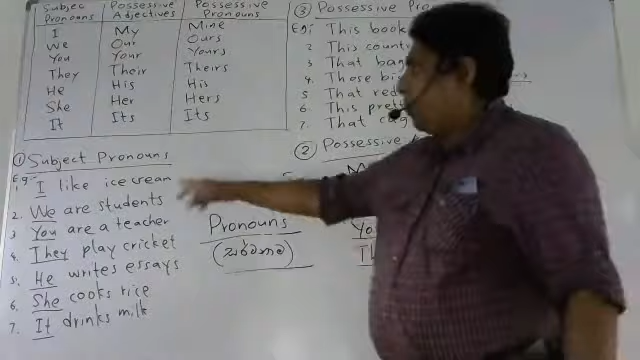 Subject Pronouns Possessive Adjectives Possessive Pronouns
I My Mine
We Our Ours
You Your Yours
They Their Theirs
He His His
She Her Hers
It Its Its
① Subject Pronouns
Eg:-
1. I like ice cream
2. We are students
3 You are a teacher
4. They play cricket
5. He writes essays
6. She cooks rice
7. It drinks milk
Pronouns
③ Possessive
Eg: This book
2 This
3 That bag
4. Those
5 That red
6. This
7. That
② Possessive